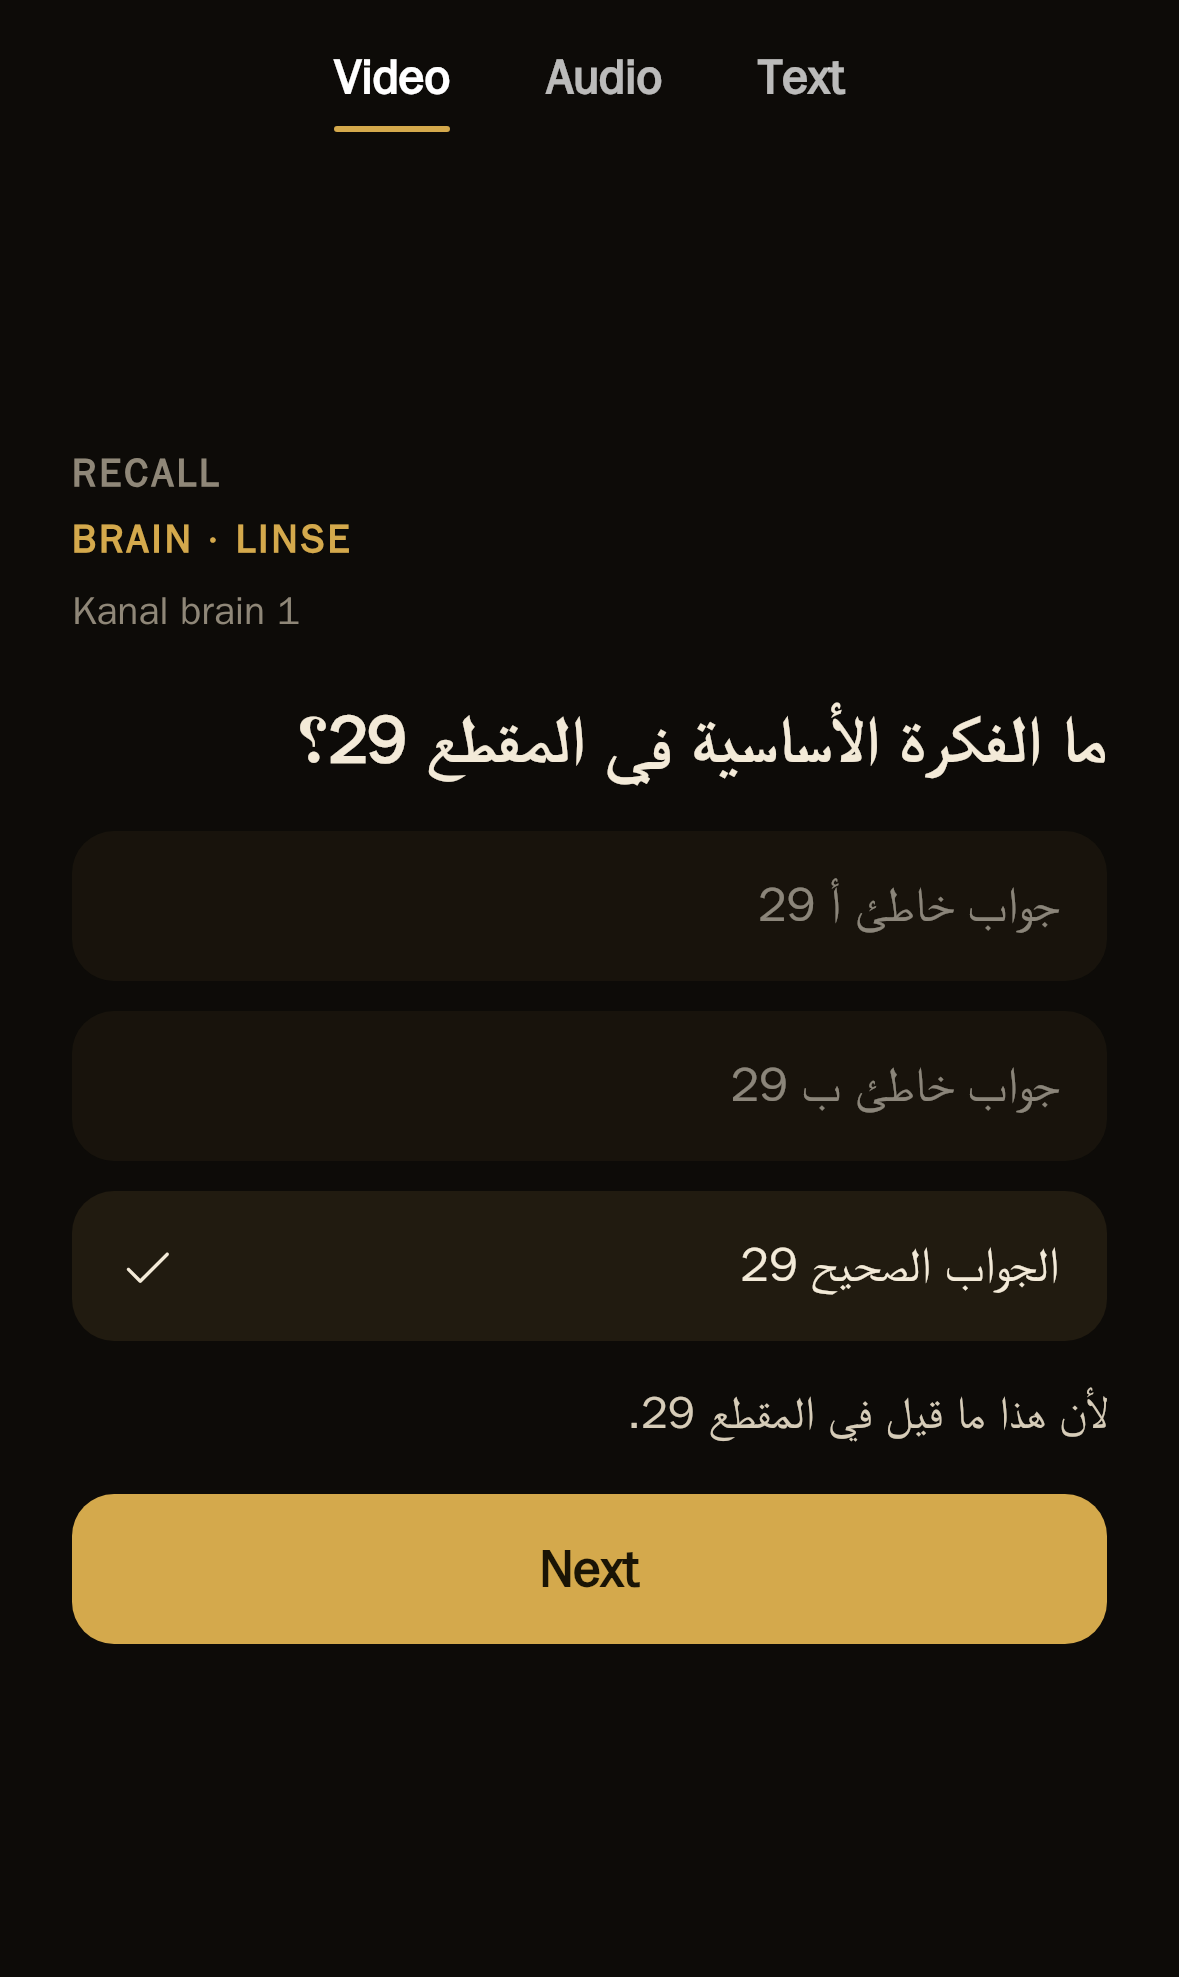 Video Audio Text
RECALL
BRAIN · LINSE
Kanal brain 1
ما الفكرة الأساسية في المقطع 29؟
جواب خاطئ أ 29
جواب خاطئ ب 29
الجواب الصحيح 29
لأن هذا ما قيل في المقطع 29.
Next